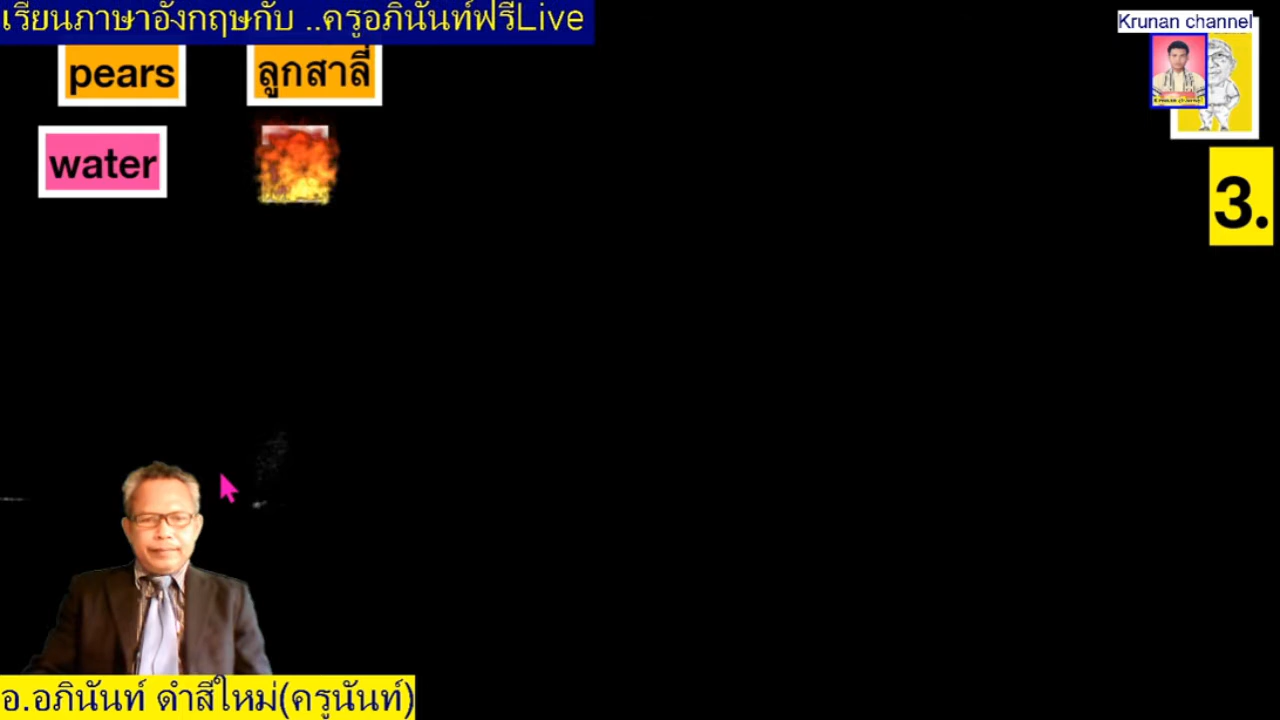 เรียนภาษาอังกฤษกับ ..ครูอภินันท์ฟรีLive
Krunan channel
pears
ลูกสาลี่
water
3.
อ.อภินันท์ ดำสีใหม่(ครูนันท์)